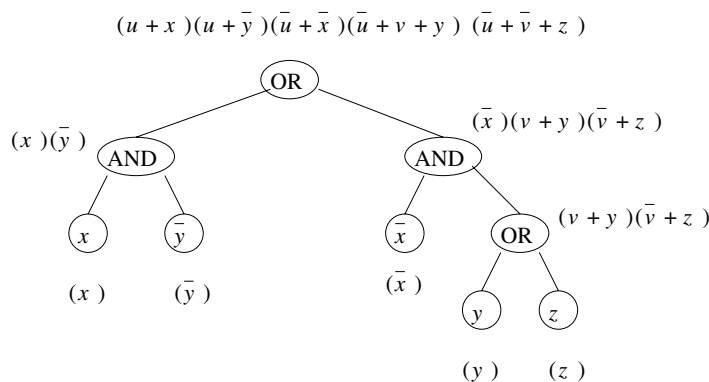 (u + x)(u + y̅)(u̅ + x̅)(u̅ + v + y) (u̅ + v̅ + z)
OR
(x)(y̅)
(x̅)(v + y)(v̅ + z)
AND
AND
(v + y)(v̅ + z)
x
y̅
x̅
OR
(x)
(y̅)
(x̅)
y
z
(y)
(z)